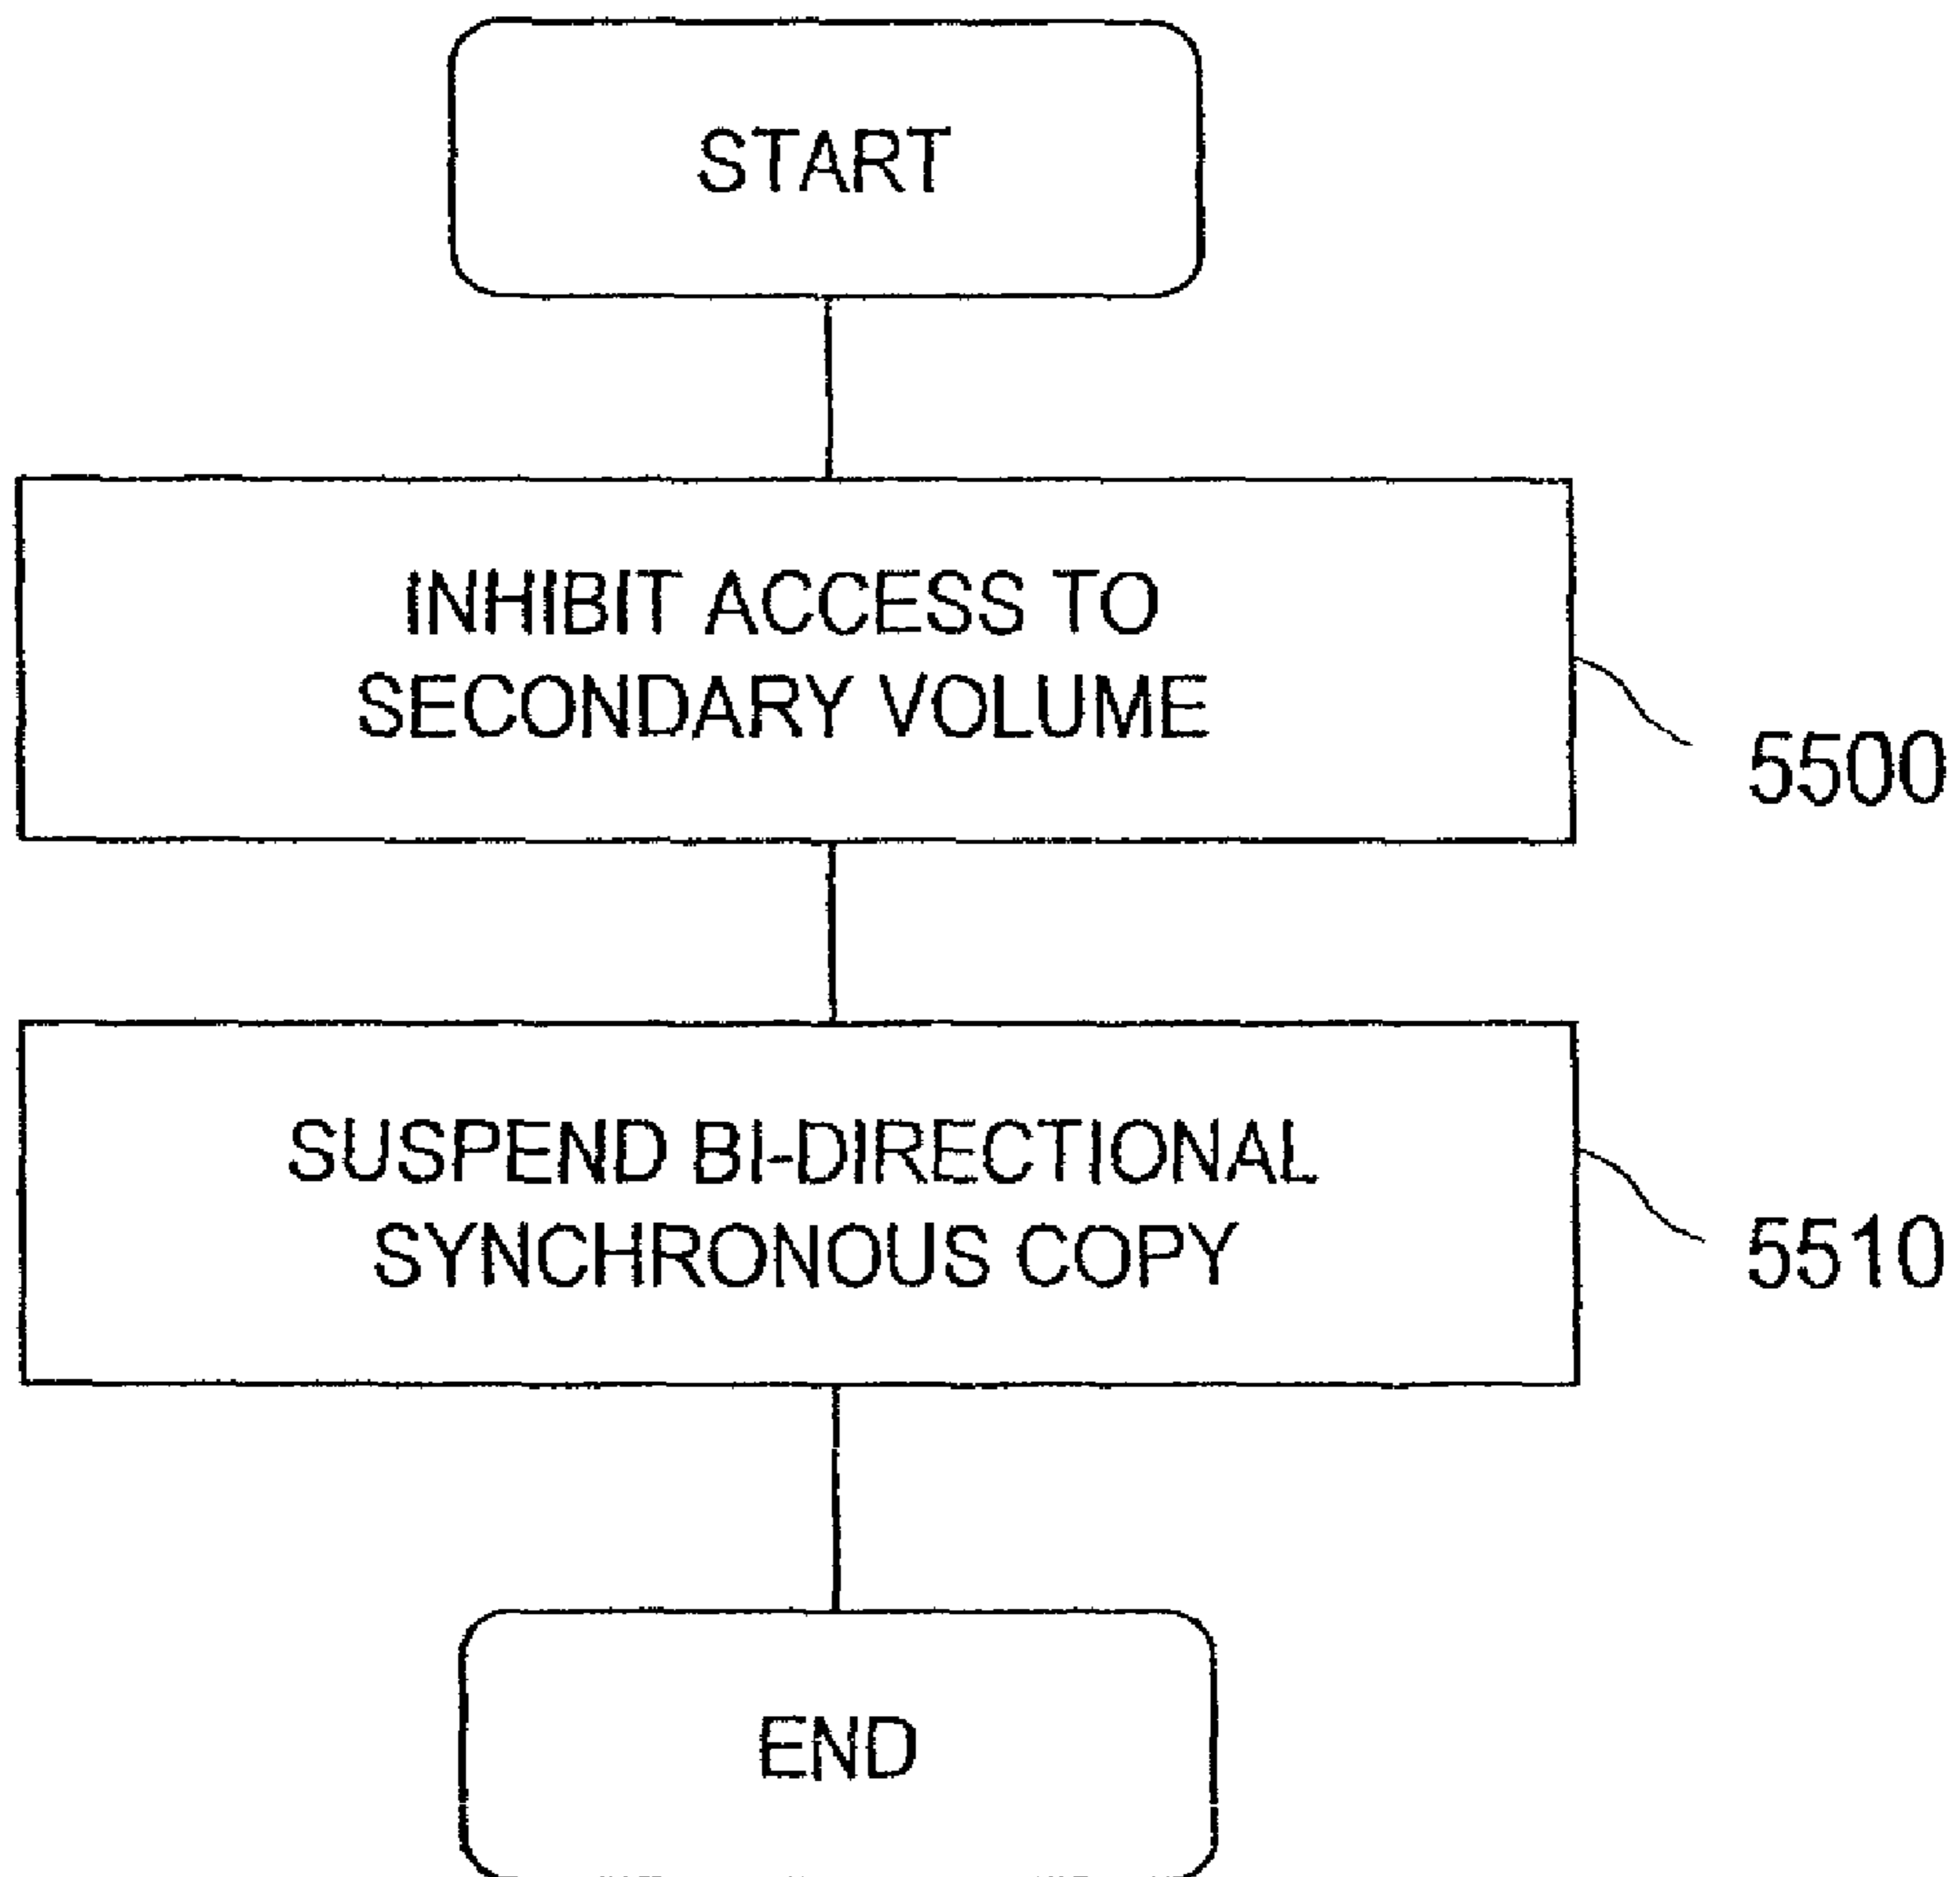 START
INHIBIT ACCESS TO
SECONDARY VOLUME
5500
SUSPEND BI-DIRECTIONAL
SYNCHRONOUS COPY
5510
END